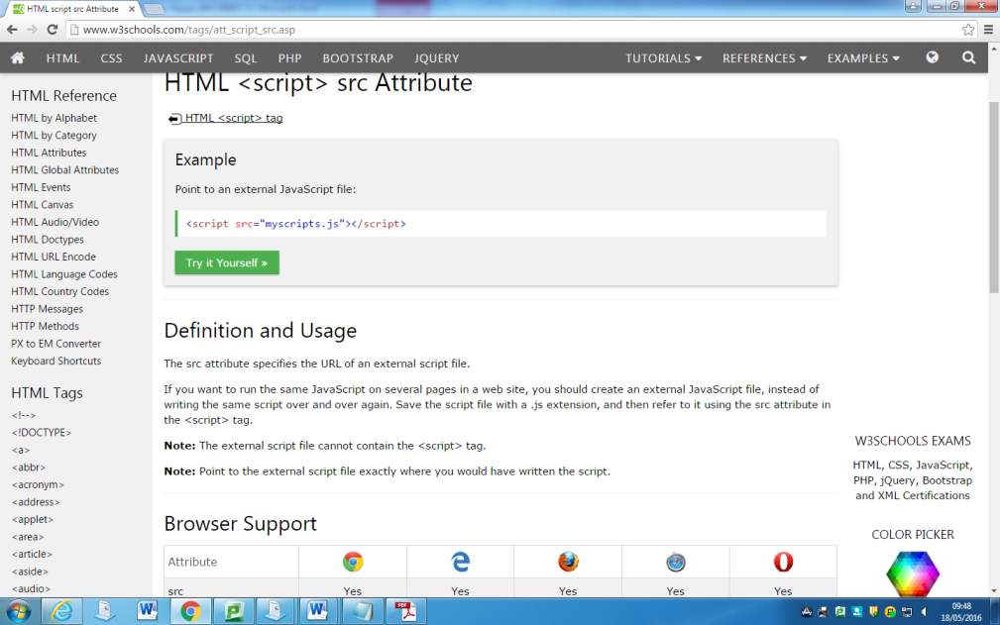 HTML script src Attribute
www.w3schools.com/tags/att_script_src.asp
HTML CSS JAVASCRIPT SQL PHP BOOTSTRAP JQUERY TUTORIALS REFERENCES EXAMPLES
HTML Reference
HTML by Alphabet
HTML by Category
HTML Attributes
HTML Global Attributes
HTML Events
HTML Canvas
HTML Audio/Video
HTML Doctypes
HTML URL Encode
HTML Language Codes
HTML Country Codes
HTTP Messages
HTTP Methods
PX to EM Converter
Keyboard Shortcuts
HTML Tags
<!-->
<!DOCTYPE>
<a>
<abbr>
<acronym>
<address>
<applet>
<area>
<article>
<aside>
<audio>
HTML <script> src Attribute
HTML <script> tag
Example
Point to an external JavaScript file:
<script src="myscripts.js"></script>
Try it Yourself »
Definition and Usage
The src attribute specifies the URL of an external script file.
If you want to run the same JavaScript on several pages in a web site, you should create an external JavaScript file, instead of
writing the same script over and over again. Save the script file with a .js extension, and then refer to it using the src attribute in
the <script> tag.
Note: The external script file cannot contain the <script> tag.
Note: Point to the external script file exactly where you would have written the script.
Browser Support
Attribute
src Yes Yes Yes Yes Yes
W3SCHOOLS EXAMS
HTML, CSS, JavaScript,
PHP, jQuery, Bootstrap
and XML Certifications
COLOR PICKER
09:48
18/05/2016